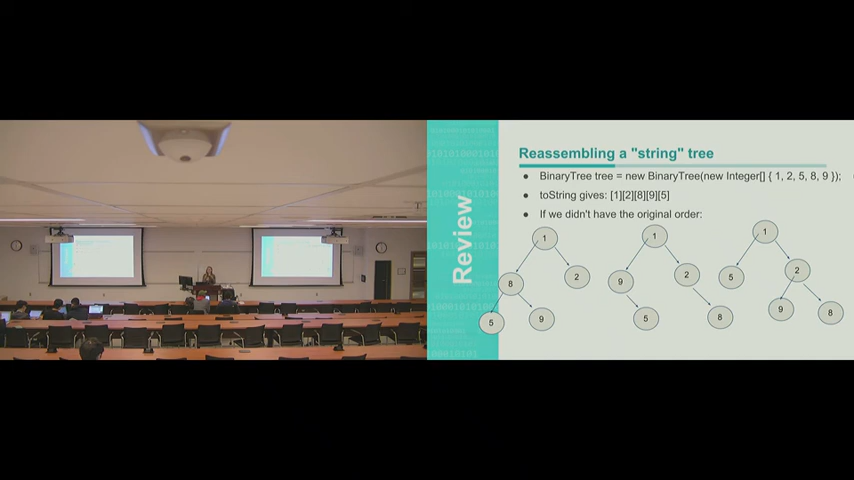 Review
Reassembling a "string" tree
● BinaryTree tree = new BinaryTree(new Integer[] { 1, 2, 5, 8, 9 });
● toString gives: [1][2][8][9][5]
● If we didn't have the original order:
1 1 1
8 2 9 2 5 2
5 9 5 8 9 8